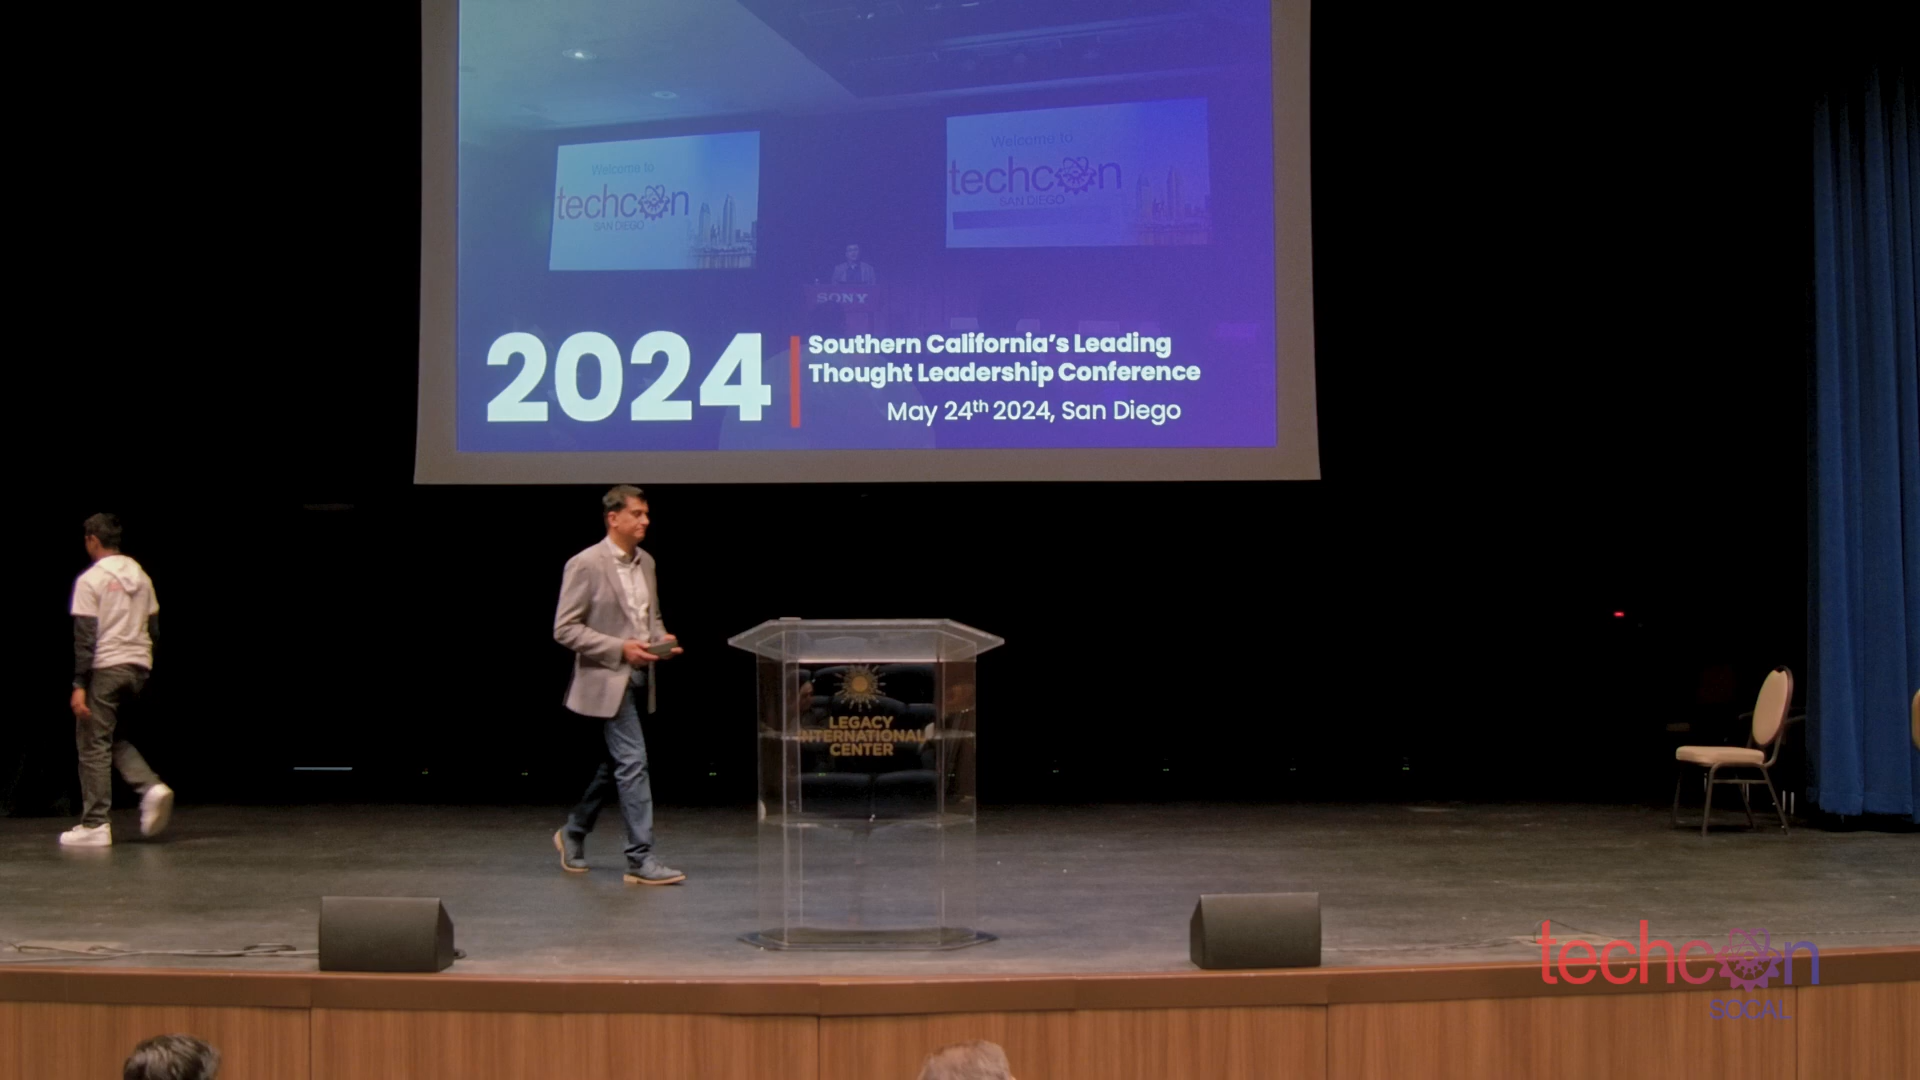 Welcome to
techcon
SAN DIEGO
Welcome to
techcon
SAN DIEGO
SONY
2024
Southern California's Leading
Thought Leadership Conference
May 24th 2024, San Diego
LEGACY
INTERNATIONAL
CENTER
techcon
SOCAL